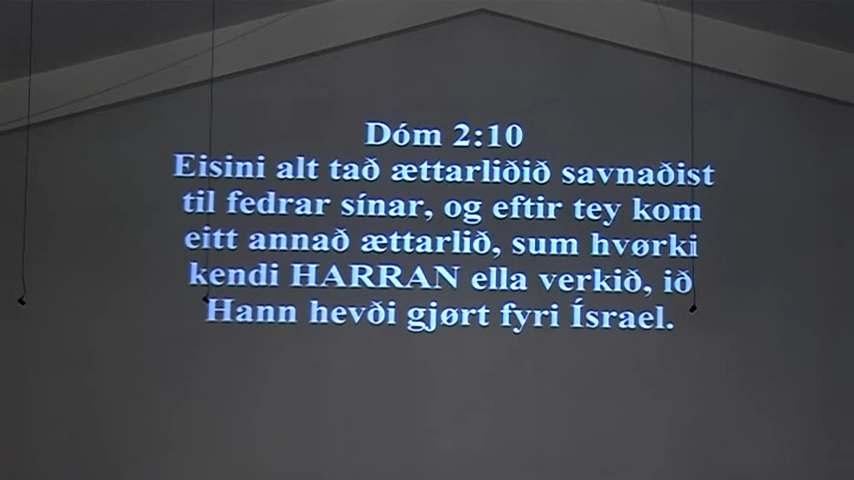 Dóm 2:10
Eisini alt tað ættarliðið savnaðist
til fedrar sínar, og eftir tey kom
eitt annað ættarlið, sum hvørki
kendi HARRAN ella verkið, ið
Hann hevði gjørt fyri Ísrael.